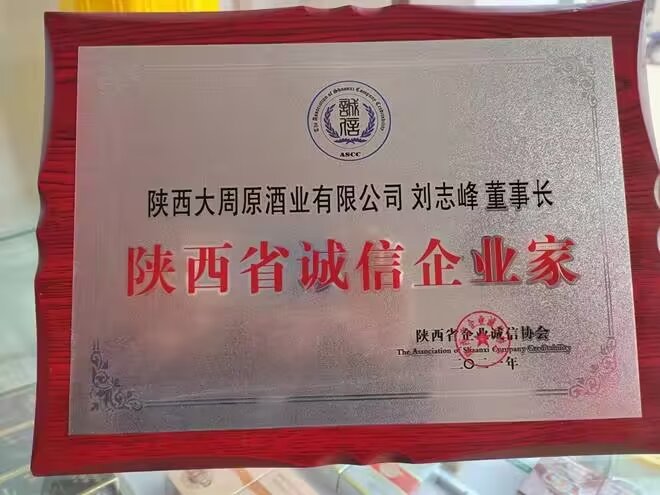 The Association of Shaanxi Company Credibility
誠信
ASCC
陕西大周原酒业有限公司 刘志峰 董事长
陕西省诚信企业家
陕西省企业诚信协会
The Association of Shaanxi Company Credibility
二〇二一年